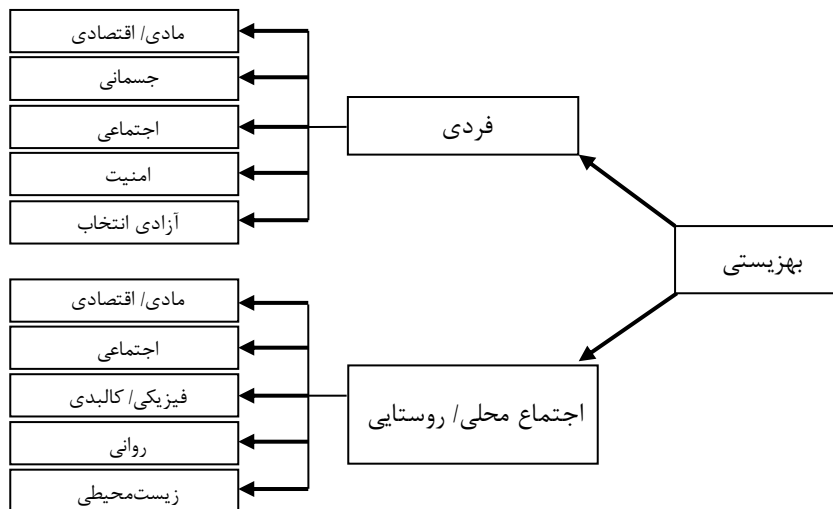 بهزیستی
فردی
مادی/ اقتصادی
جسمانی
اجتماعی
امنیت
آزادی انتخاب
اجتماع محلی/ روستایی
مادی/ اقتصادی
اجتماعی
فیزیکی/ کالبدی
روانی
زیست‌محیطی